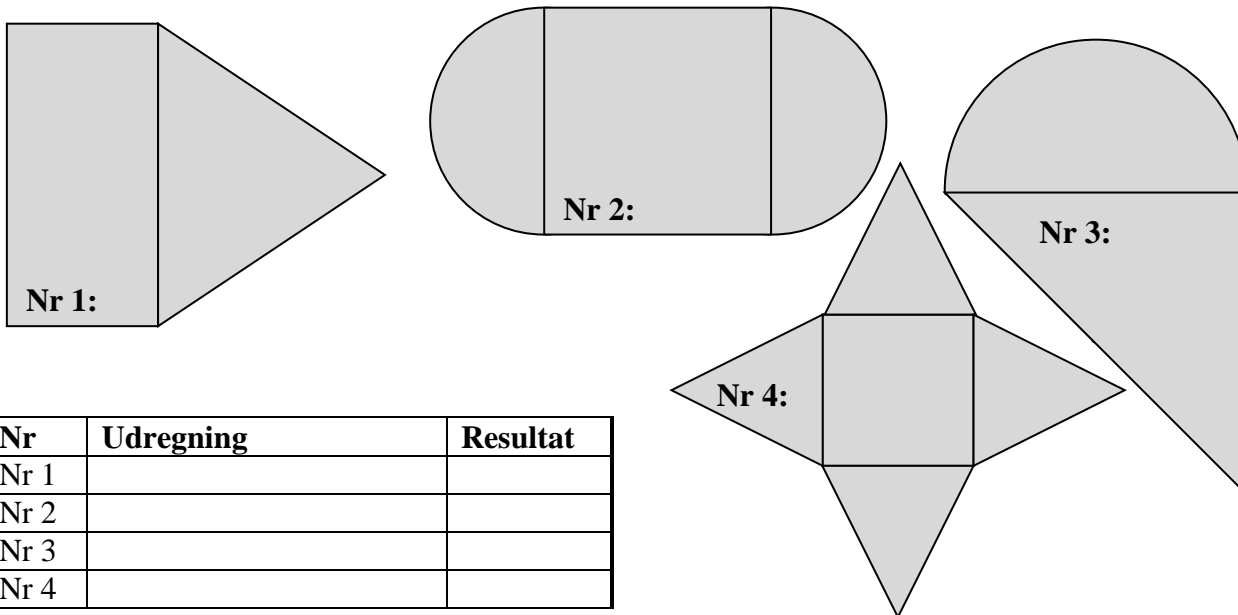 Nr 1:
Nr 2:
Nr 3:
Nr 4:
Nr Udregning Resultat
Nr 1
Nr 2
Nr 3
Nr 4